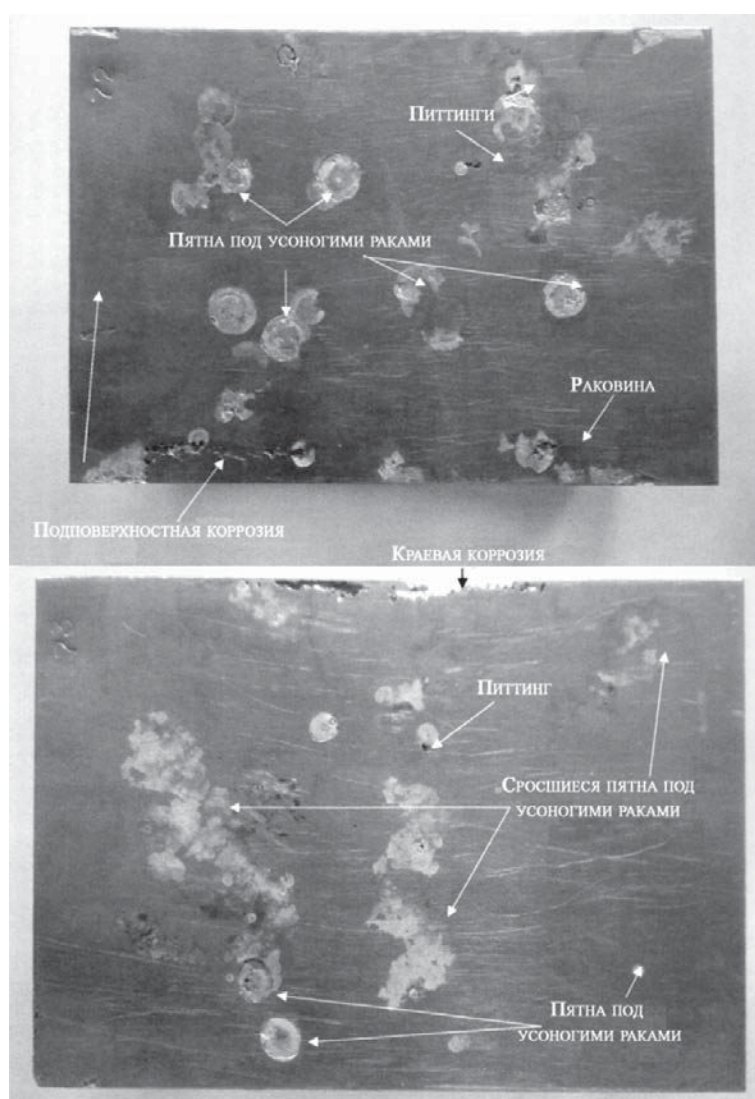 Питтинги
Пятна под усоногими раками
Раковина
Подповерхностная коррозия
Краевая коррозия
Питтинг
Сросшиеся пятна под
усоногими раками
Пятна под
усоногими раками